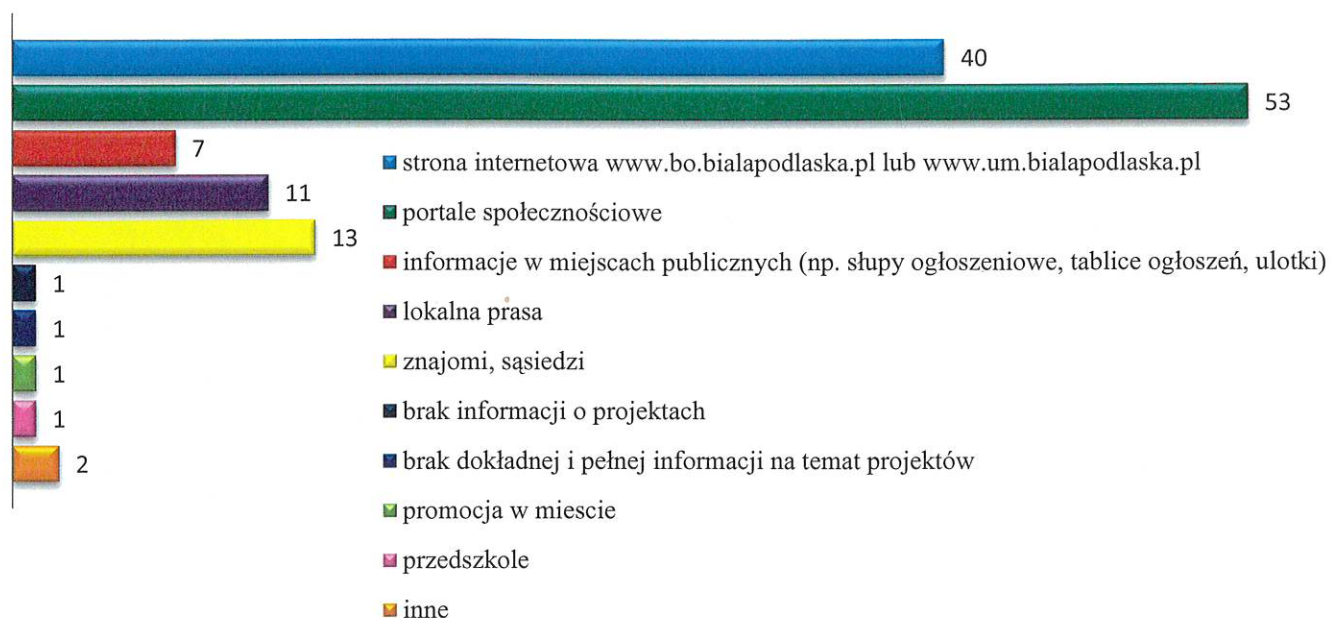 40
53
7
11
13
1
1
1
1
2
strona internetowa www.bo.bialapodlaska.pl lub www.um.bialapodlaska.pl
portale społecznościowe
informacje w miejscach publicznych (np. słupy ogłoszeniowe, tablice ogłoszeń, ulotki)
lokalna prasa
znajomi, sąsiedzi
brak informacji o projektach
brak dokładnej i pełnej informacji na temat projektów
promocja w miescie
przedszkole
inne